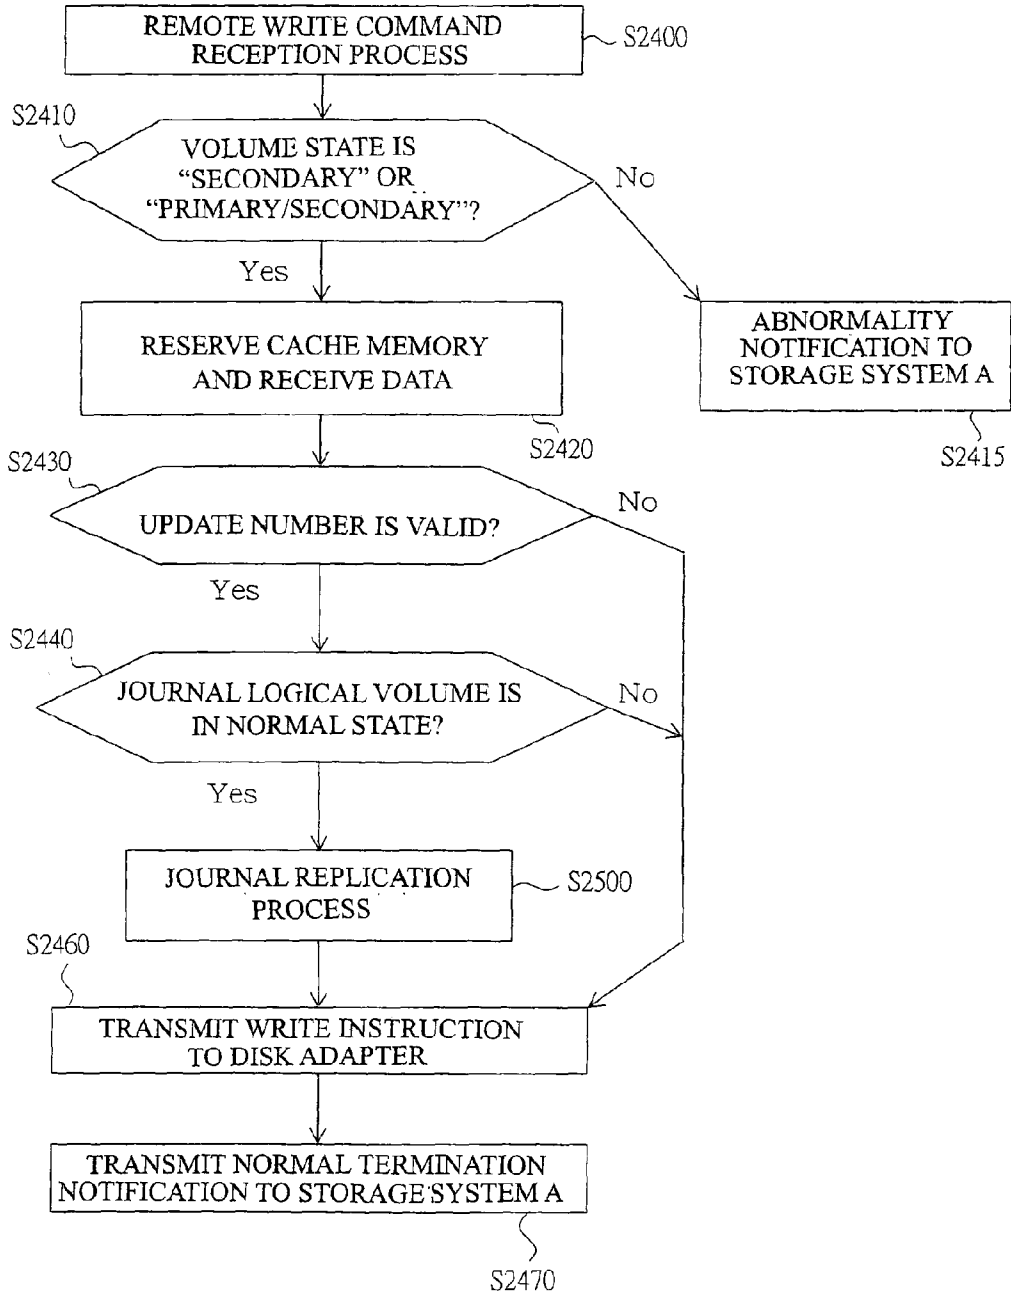 REMOTE WRITE COMMAND
RECEPTION PROCESS
S2400
S2410
VOLUME STATE IS
“SECONDARY” OR
“PRIMARY/SECONDARY”?
No
Yes
RESERVE CACHE MEMORY
AND RECEIVE DATA
S2420
ABNORMALITY
NOTIFICATION TO
STORAGE SYSTEM A
S2415
S2430
UPDATE NUMBER IS VALID?
No
Yes
S2440
JOURNAL LOGICAL VOLUME IS
IN NORMAL STATE?
No
Yes
JOURNAL REPLICATION
PROCESS
S2500
S2460
TRANSMIT WRITE INSTRUCTION
TO DISK ADAPTER
TRANSMIT NORMAL TERMINATION
NOTIFICATION TO STORAGE SYSTEM A
S2470